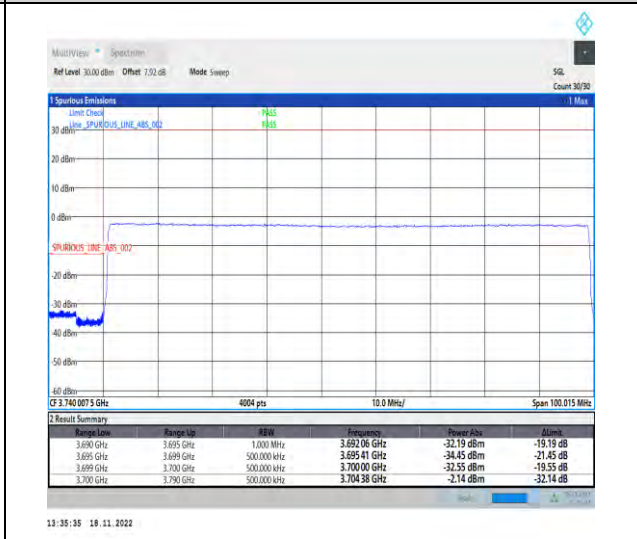 MultiView Spectrum
Ref Level 30.00 dBm Offset 7.92 dB Mode Sweep SGL
Count 30/30
1 Spurious Emissions 1 Max
Limit Check PASS
Line _SPURIOUS_LINE_ABS_002 PASS
30 dBm
20 dBm
10 dBm
0 dBm
_SPURIOUS_LINE_ABS_002
-20 dBm
-30 dBm
-40 dBm
-50 dBm
-60 dBm
CF 3.740 007 5 GHz 4004 pts 10.0 MHz/ Span 100.015 MHz
2 Result Summary
Range Low Range Up RBW Frequency Power Abs ΔLimit
3.690 GHz 3.695 GHz 1.000 MHz 3.692 06 GHz -32.19 dBm -19.19 dB
3.695 GHz 3.699 GHz 500.000 kHz 3.695 41 GHz -34.45 dBm -21.45 dB
3.699 GHz 3.700 GHz 500.000 kHz 3.700 00 GHz -32.55 dBm -19.55 dB
3.700 GHz 3.790 GHz 500.000 kHz 3.704 38 GHz -2.14 dBm -32.14 dB
13:35:35 18.11.2022